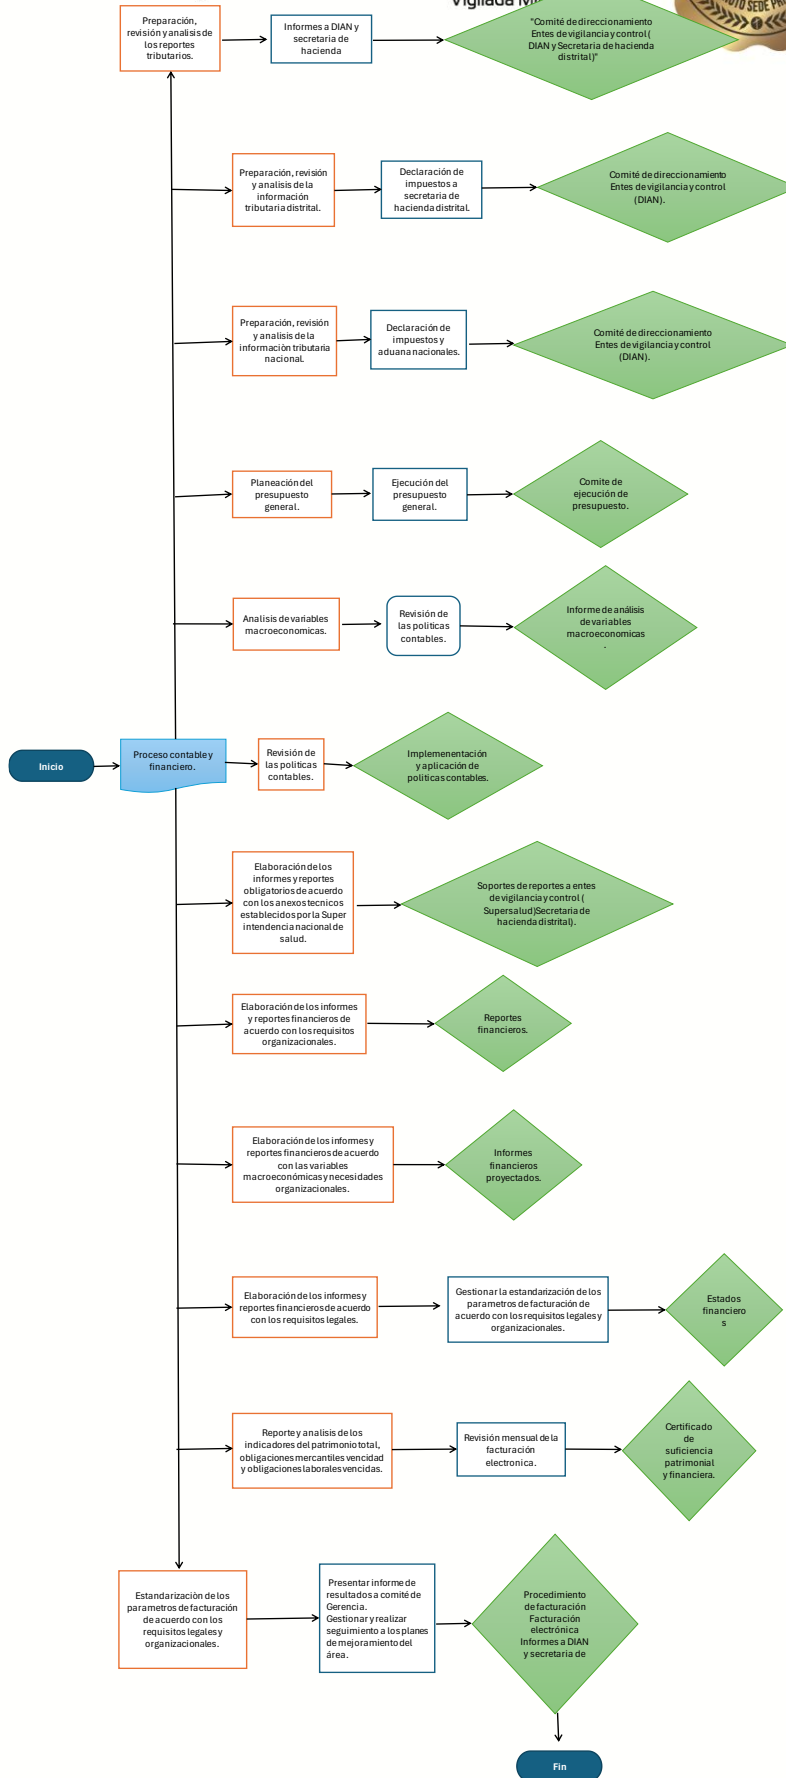 Vigilada
SEDE
Preparación,
revisión y analisis de
los reportes
tributarios.
Informes a DIAN y
secretaria de
hacienda
"Comité de direccionamiento
Entes de vigilancia y control (
DIAN y Secretaria de hacienda
distrital)"
Preparación, revisión
y analisis de la
información
tributaria distrital.
Declaración de
impuestos a
secretaria de
hacienda distrital.
Comité de direccionamiento
Entes de vigilancia y control
(DIAN).
Preparación, revisión
y analisis de la
informaciòn tributaria
nacional.
Declaración de
impuestos y
aduana nacionales.
Comité de direccionamiento
Entes de vigilancia y control
(DIAN).
Planeación del
presupuesto
general.
Ejecución del
presupuesto
general.
Comite de
ejecución de
presupuesto.
Analisis de variables
macroeconomicas.
Revisión de
las politicas
contables.
Informe de análisis
de variables
macroeconomicas
.
Inicio
Proceso contable y
financiero.
Revisión de
las politicas
contables.
Implemenentación
y aplicación de
politicas contables.
Elaboración de los
informes y reportes
obligatorios de acuerdo
con los anexos tecnicos
establecidos por la Super
intendencia nacional de
salud.
Soportes de reportes a entes
de vigilancia y control (
Supersalud)Secretaria de
hacienda distrital).
Elaboración de los informes
y reportes financieros de
acuerdo con los requisitos
organizacionales.
Reportes
financieros.
Elaboración de los informes y
reportes financieros de acuerdo
con las variables
macroeconómicas y necesidades
organizacionales.
Informes
financieros
proyectados.
Elaboración de los informes y
reportes financieros de acuerdo
con los requisitos legales.
Gestionar la estandarización de los
parametros de facturación de
acuerdo con los requisitos legales y
organizacionales.
Estados
financiero
s
Reporte y analisis de los
indicadores del patrimonio total,
obligaciones mercantiles vencidad
y obligaciones laborales vencidas.
Revisión mensual de la
facturación
electronica.
Certificado
de
suficiencia
patrimonial
y financiera.
Estandarizaciòn de los
parametros de facturación
de acuerdo con los
requisitos legales y
organizacionales.
Presentar informe de
resultados a comité de
Gerencia.
Gestionar y realizar
seguimiento a los planes
de mejoramiento del
área.
Procedimiento
de facturación
Facturación
electrónica
Informes a DIAN
y secretaria de
Fin